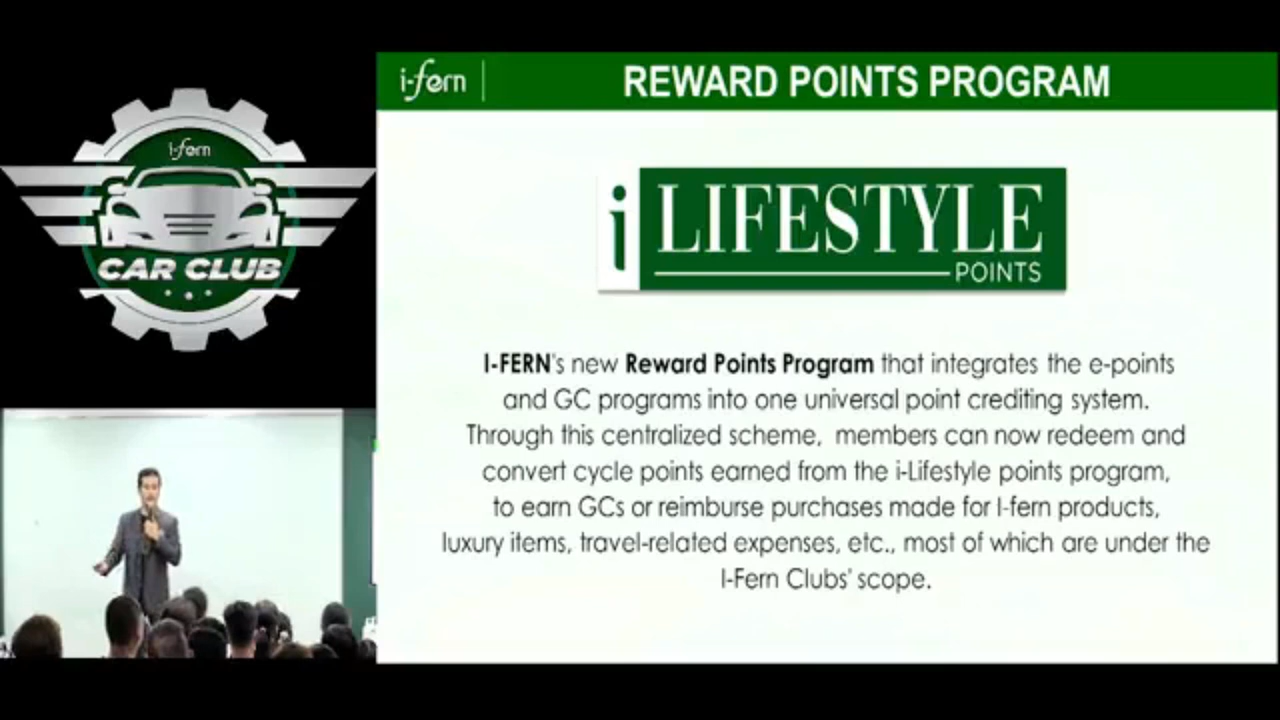 i-fern
CAR CLUB
i-fern
REWARD POINTS PROGRAM
i LIFESTYLE
POINTS
I-FERN's new Reward Points Program that integrates the e-points
and GC programs into one universal point crediting system.
Through this centralized scheme, members can now redeem and
convert cycle points earned from the i-Lifestyle points program,
to earn GCs or reimburse purchases made for I-fern products,
luxury items, travel-related expenses, etc., most of which are under the
I-Fern Clubs' scope.